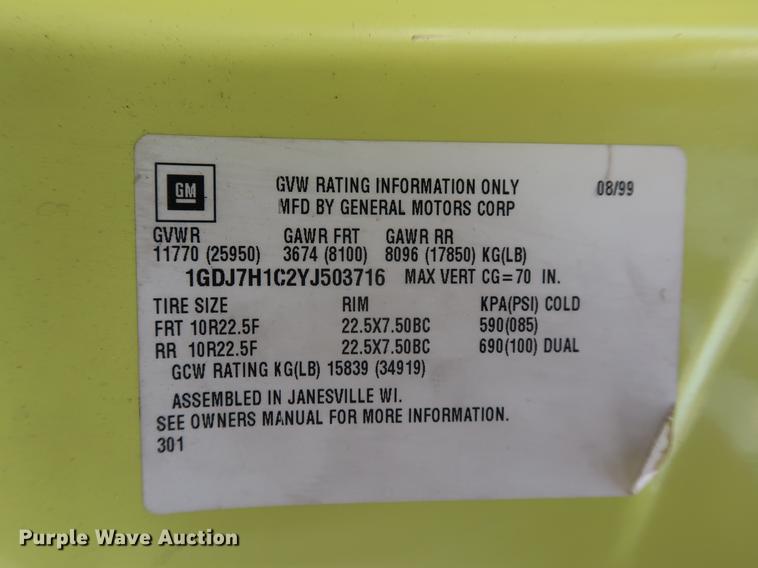 GM
GVW RATING INFORMATION ONLY 08/99
MFD BY GENERAL MOTORS CORP
GVWR GAWR FRT GAWR RR
11770 (25950) 3674 (8100) 8096 (17850) KG(LB)
1GDJ7H1C2YJ503716 MAX VERT CG=70 IN.
TIRE SIZE RIM KPA(PSI) COLD
FRT 10R22.5F 22.5X7.50BC 590(085)
RR 10R22.5F 22.5X7.50BC 690(100) DUAL
GCW RATING KG(LB) 15839 (34919)
ASSEMBLED IN JANESVILLE WI.
SEE OWNERS MANUAL FOR MORE INFORMATION.
301
Purple Wave Auction